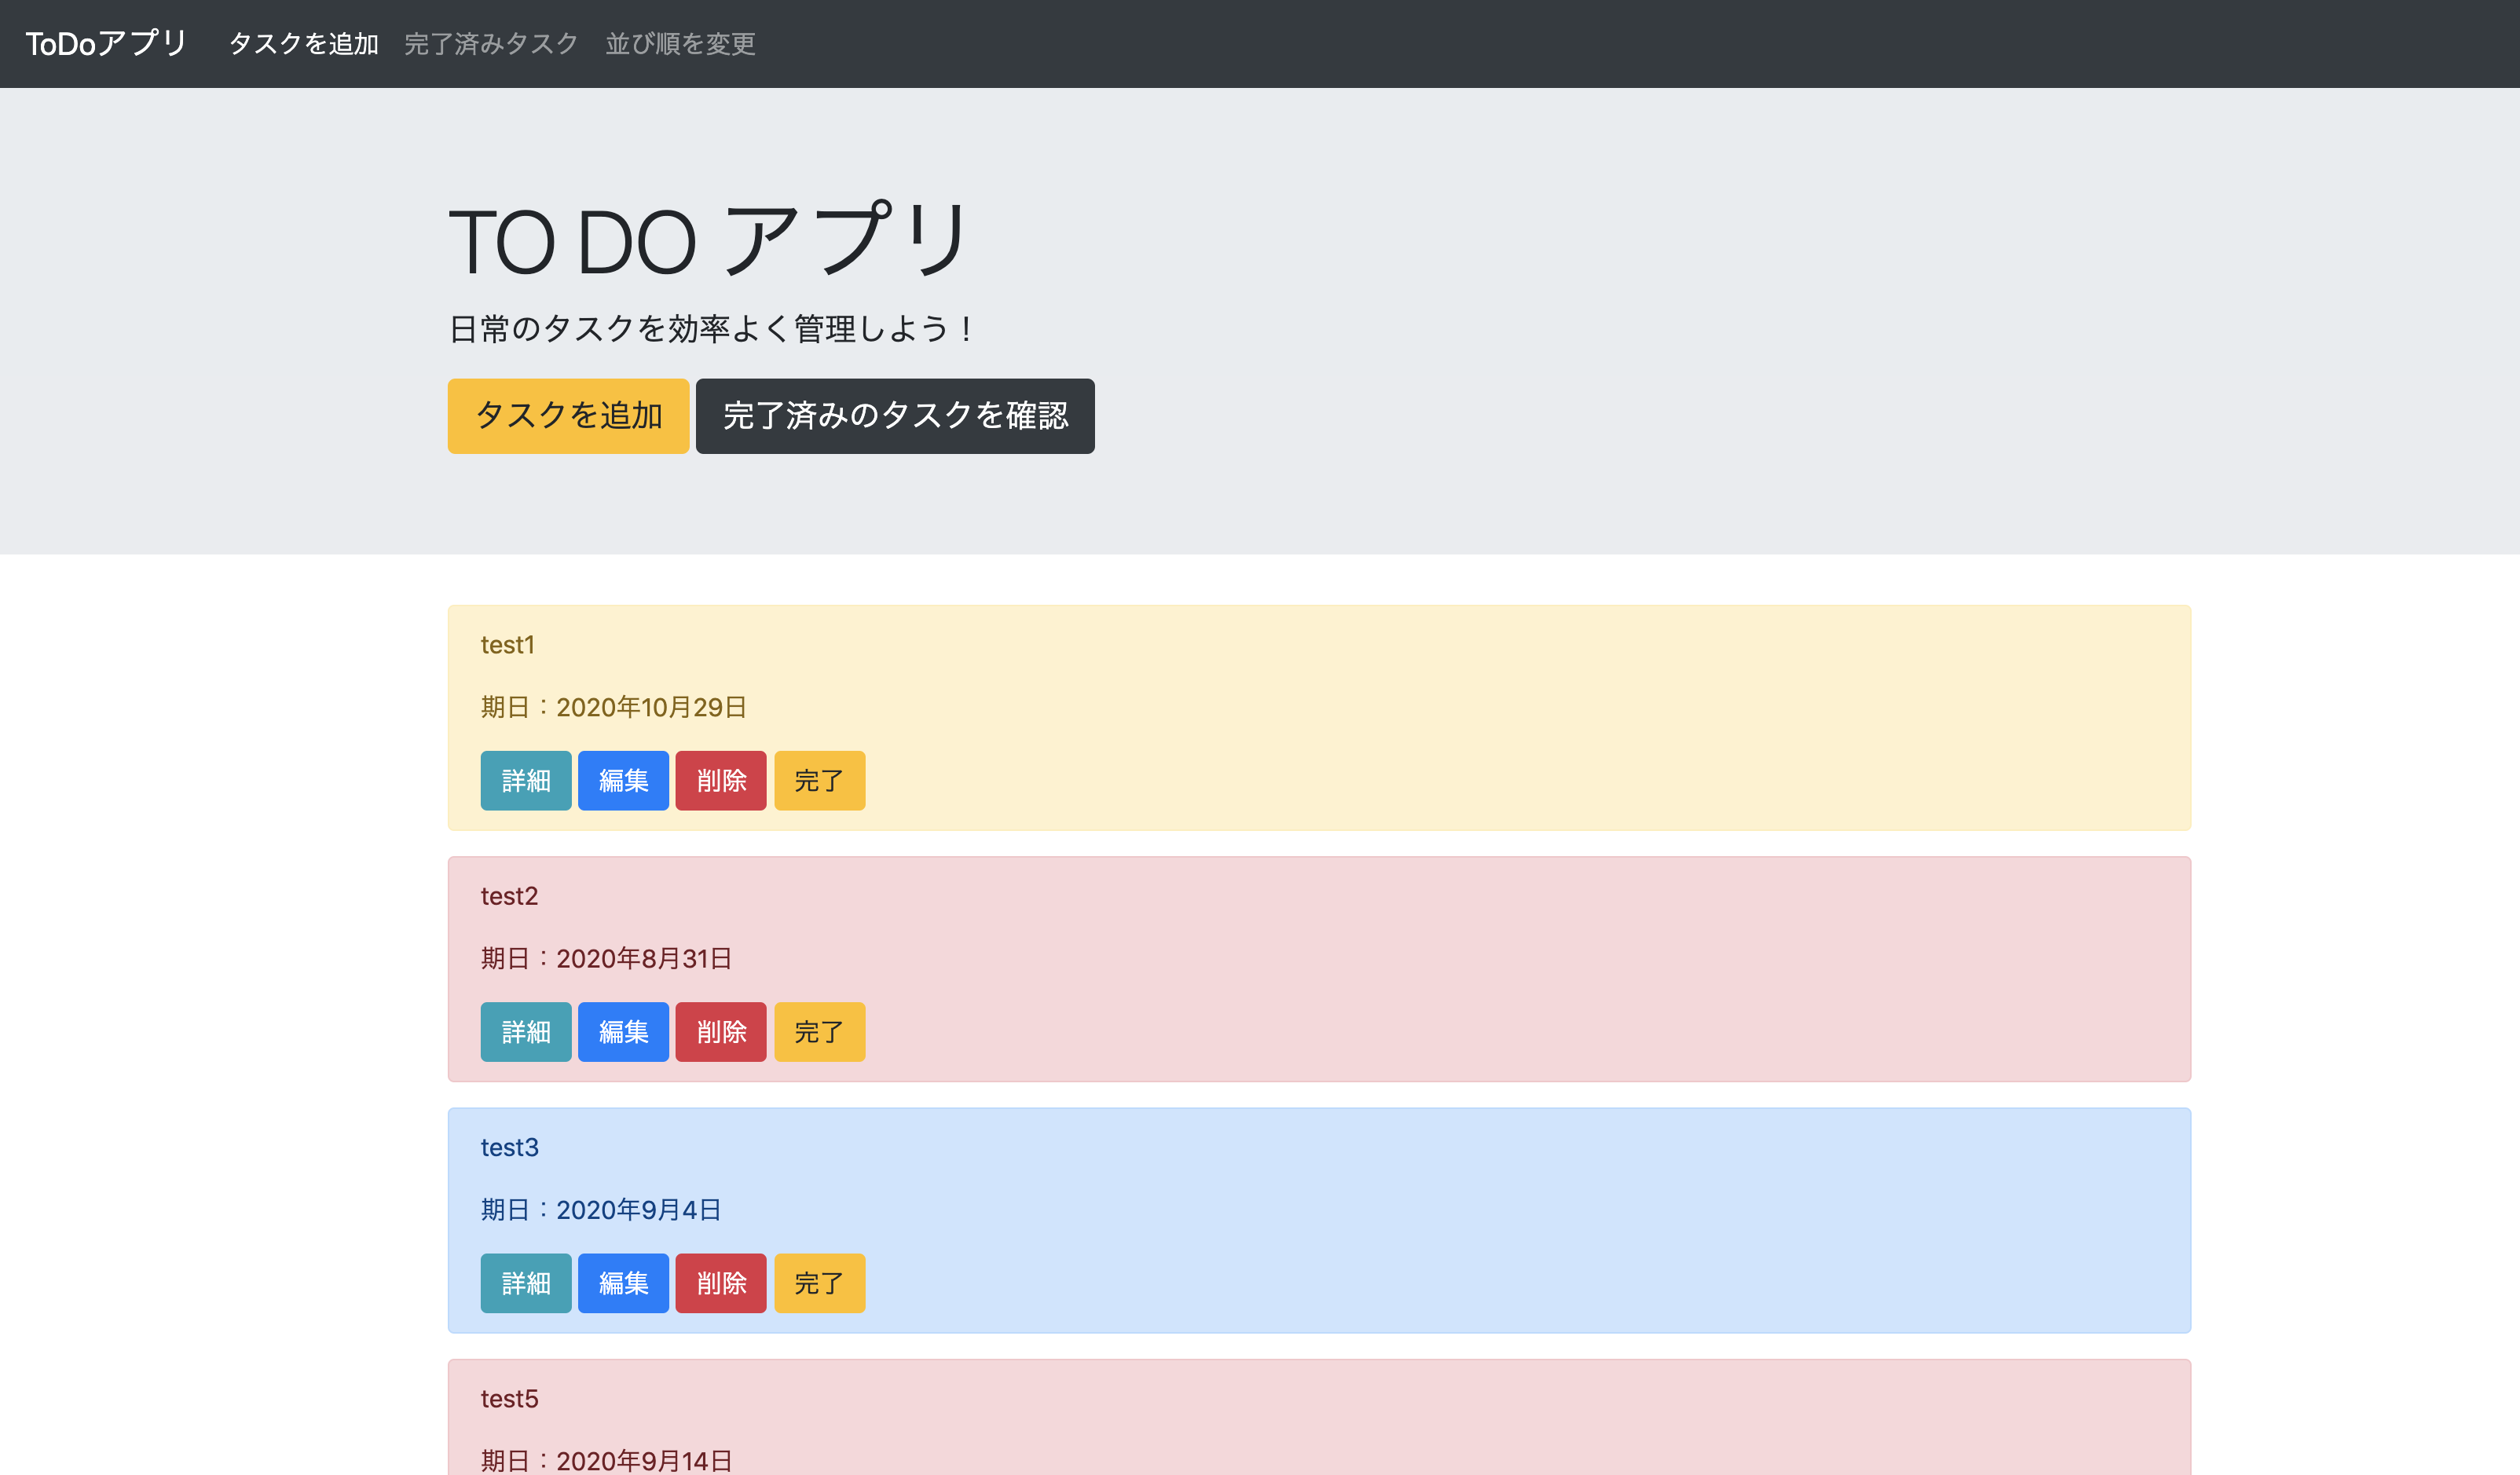 ToDoアプリ タスクを追加 完了済みタスク 並び順を変更
TO DO アプリ
日常のタスクを効率よく管理しよう！
タスクを追加 完了済みのタスクを確認
test1
期日：2020年10月29日
詳細 編集 削除 完了
test2
期日：2020年8月31日
詳細 編集 削除 完了
test3
期日：2020年9月4日
詳細 編集 削除 完了
test5
期日：2020年9月14日